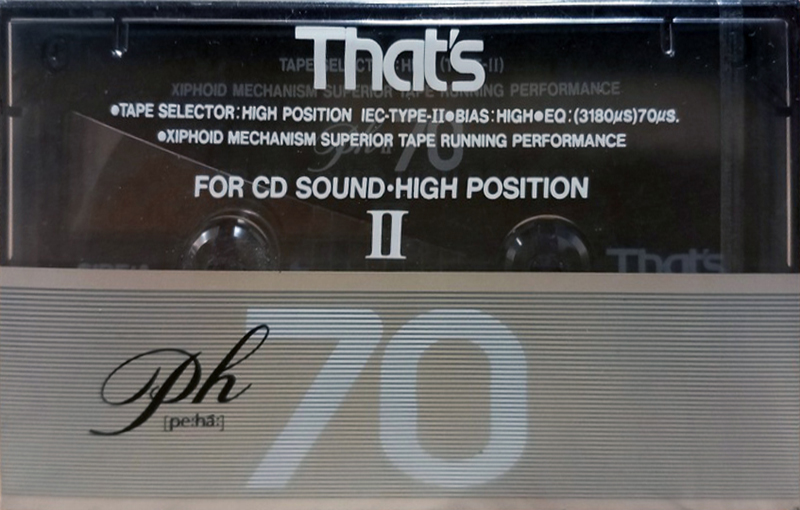 That's
●TAPE SELECTOR:HIGH POSITION IEC-TYPE-II●BIAS:HIGH●EQ:(3180μs)70μs.
●XIPHOID MECHANISM SUPERIOR TAPE RUNNING PERFORMANCE
FOR CD SOUND•HIGH POSITION
II
That's
Ph 70
[pe:hā:]